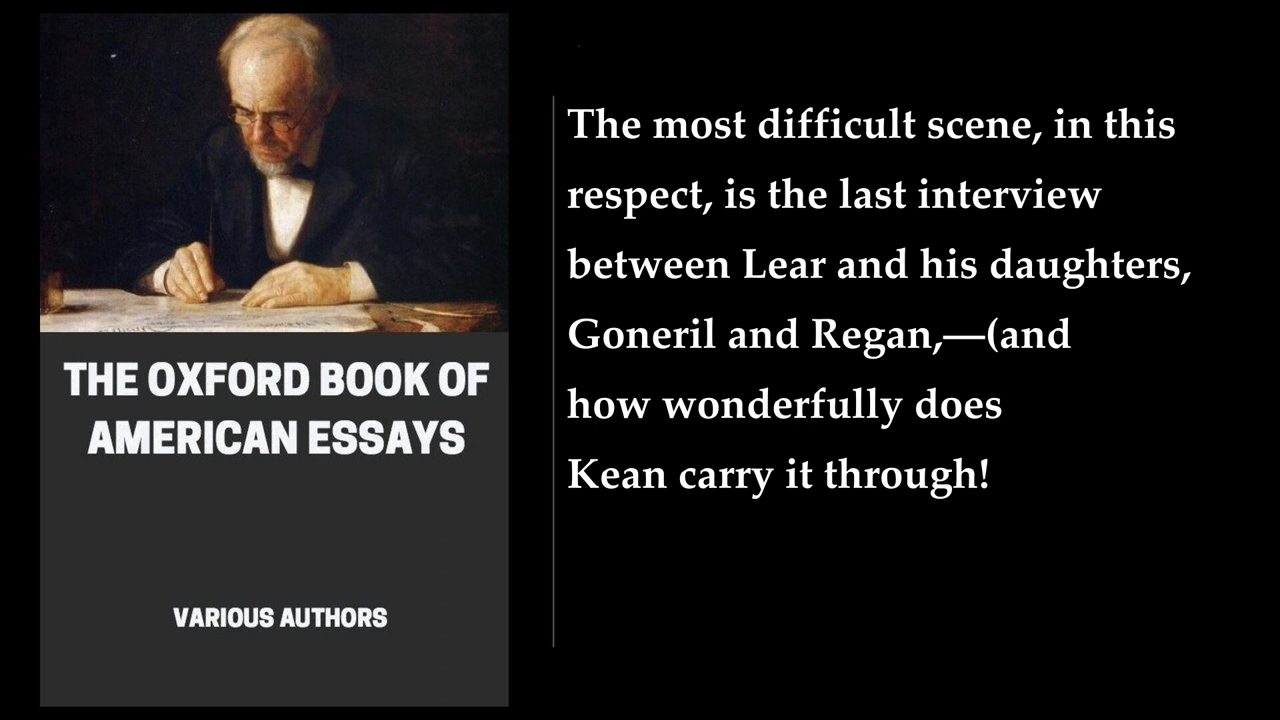 THE OXFORD BOOK OF
AMERICAN ESSAYS
VARIOUS AUTHORS
The most difficult scene, in this
respect, is the last interview
between Lear and his daughters,
Goneril and Regan,—(and
how wonderfully does
Kean carry it through!